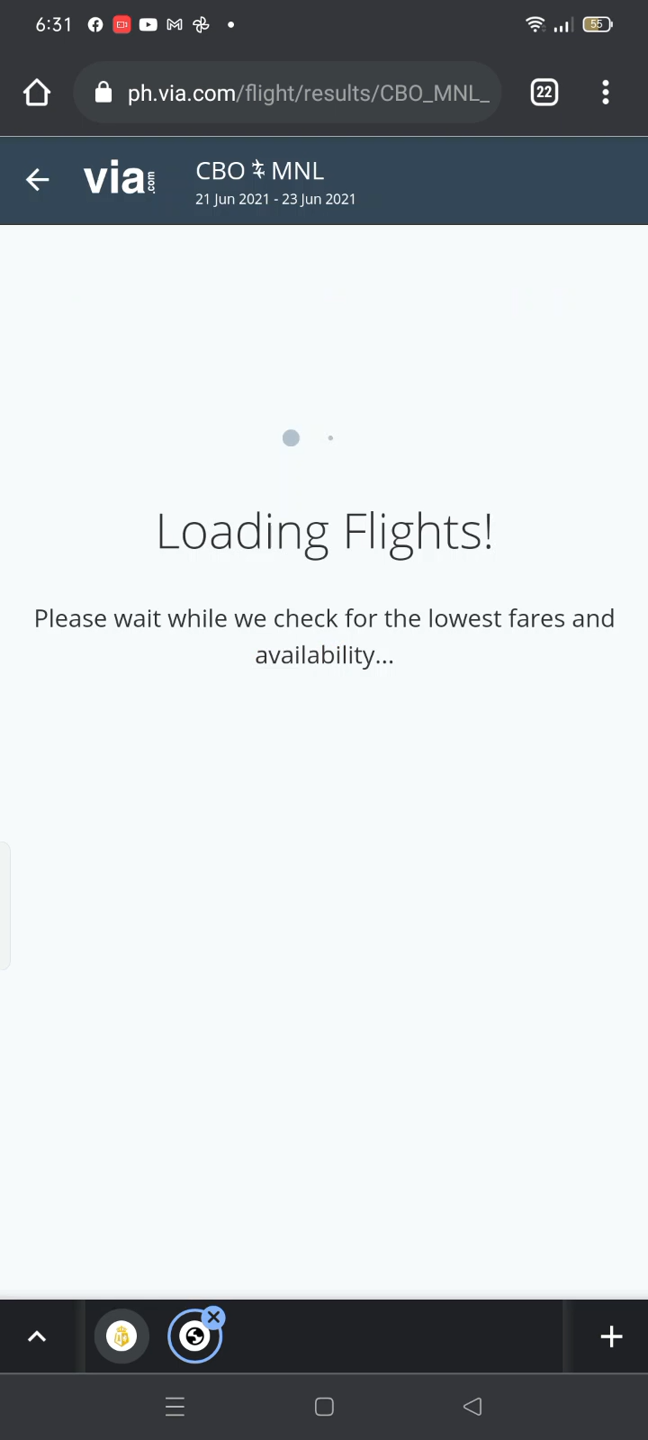 6:31
55
ph.via.com/flight/results/CBO_MNL_
22
via.com
CBO MNL
21 Jun 2021 - 23 Jun 2021
Loading Flights!
Please wait while we check for the lowest fares and
availability...